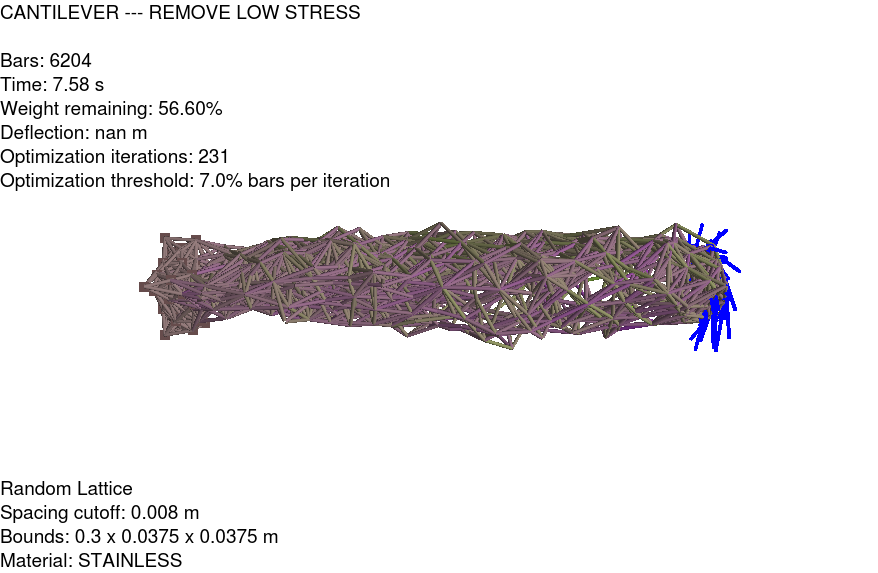 CANTILEVER --- REMOVE LOW STRESS
Bars: 6204
Time: 7.58 s
Weight remaining: 56.60%
Deflection: nan m
Optimization iterations: 231
Optimization threshold: 7.0% bars per iteration
Random Lattice
Spacing cutoff: 0.008 m
Bounds: 0.3 x 0.0375 x 0.0375 m
Material: STAINLESS